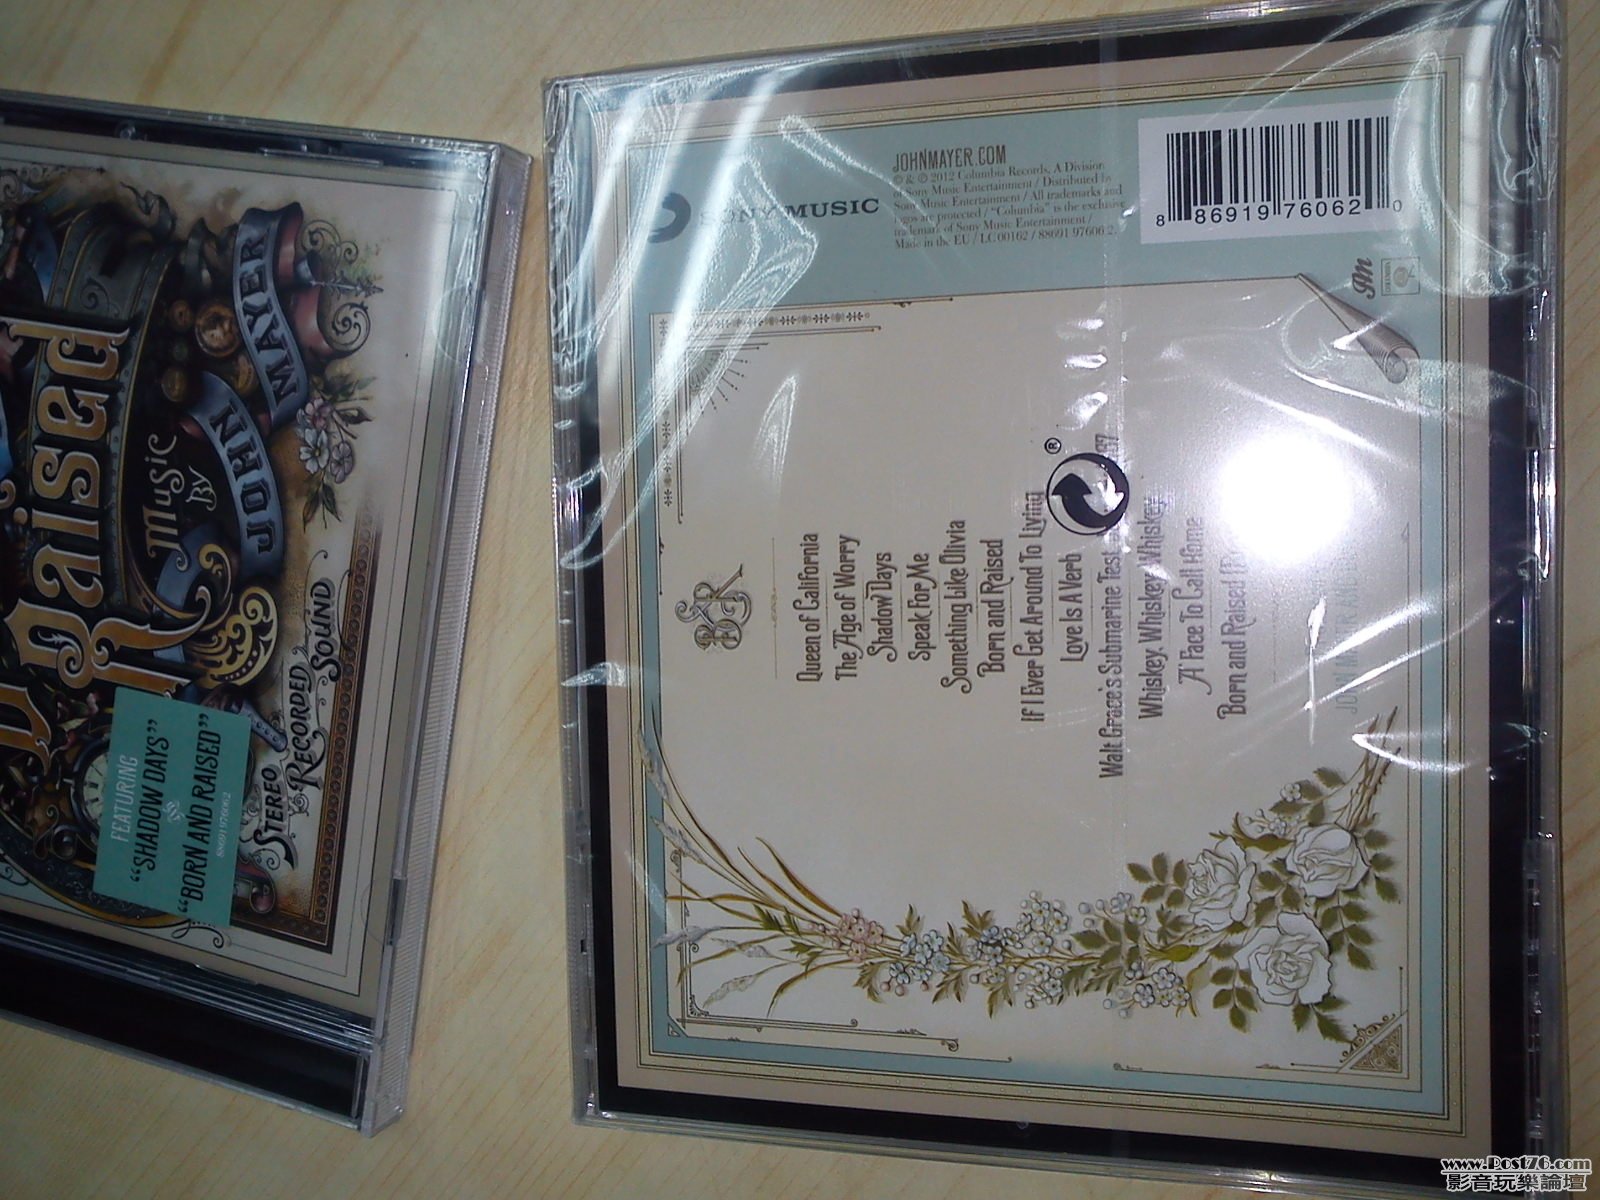 Raised
Music
BY
JOHN MAYER
STEREO
RECORDED
SOUND
FEATURING
“SHADOW DAYS”
“BORN AND RAISED”
88691976062
Queen of California
The Age of Worry
Shadow Days
Speak For Me
Something Like Olivia
Born and Raised
If I Ever Get Around To Living
Love Is A Verb
Walt Grace's Submarine Test
Whiskey, Whiskey, Whiskey
A Face To Call Home
Born and Raised
SONY MUSIC
JOHNMAYER.COM
© & ℗ 2012 Columbia Records, A Division
of Sony Music Entertainment / Distributed by
Sony Music Entertainment / All trademarks and
logos are protected / “Columbia” is the exclusive
trademark of Sony Music Entertainment /
Made in the EU / LC 00162 / 88691 97606 2.
8 86919 76062 0
®
www.Post76.com
影音玩樂論壇